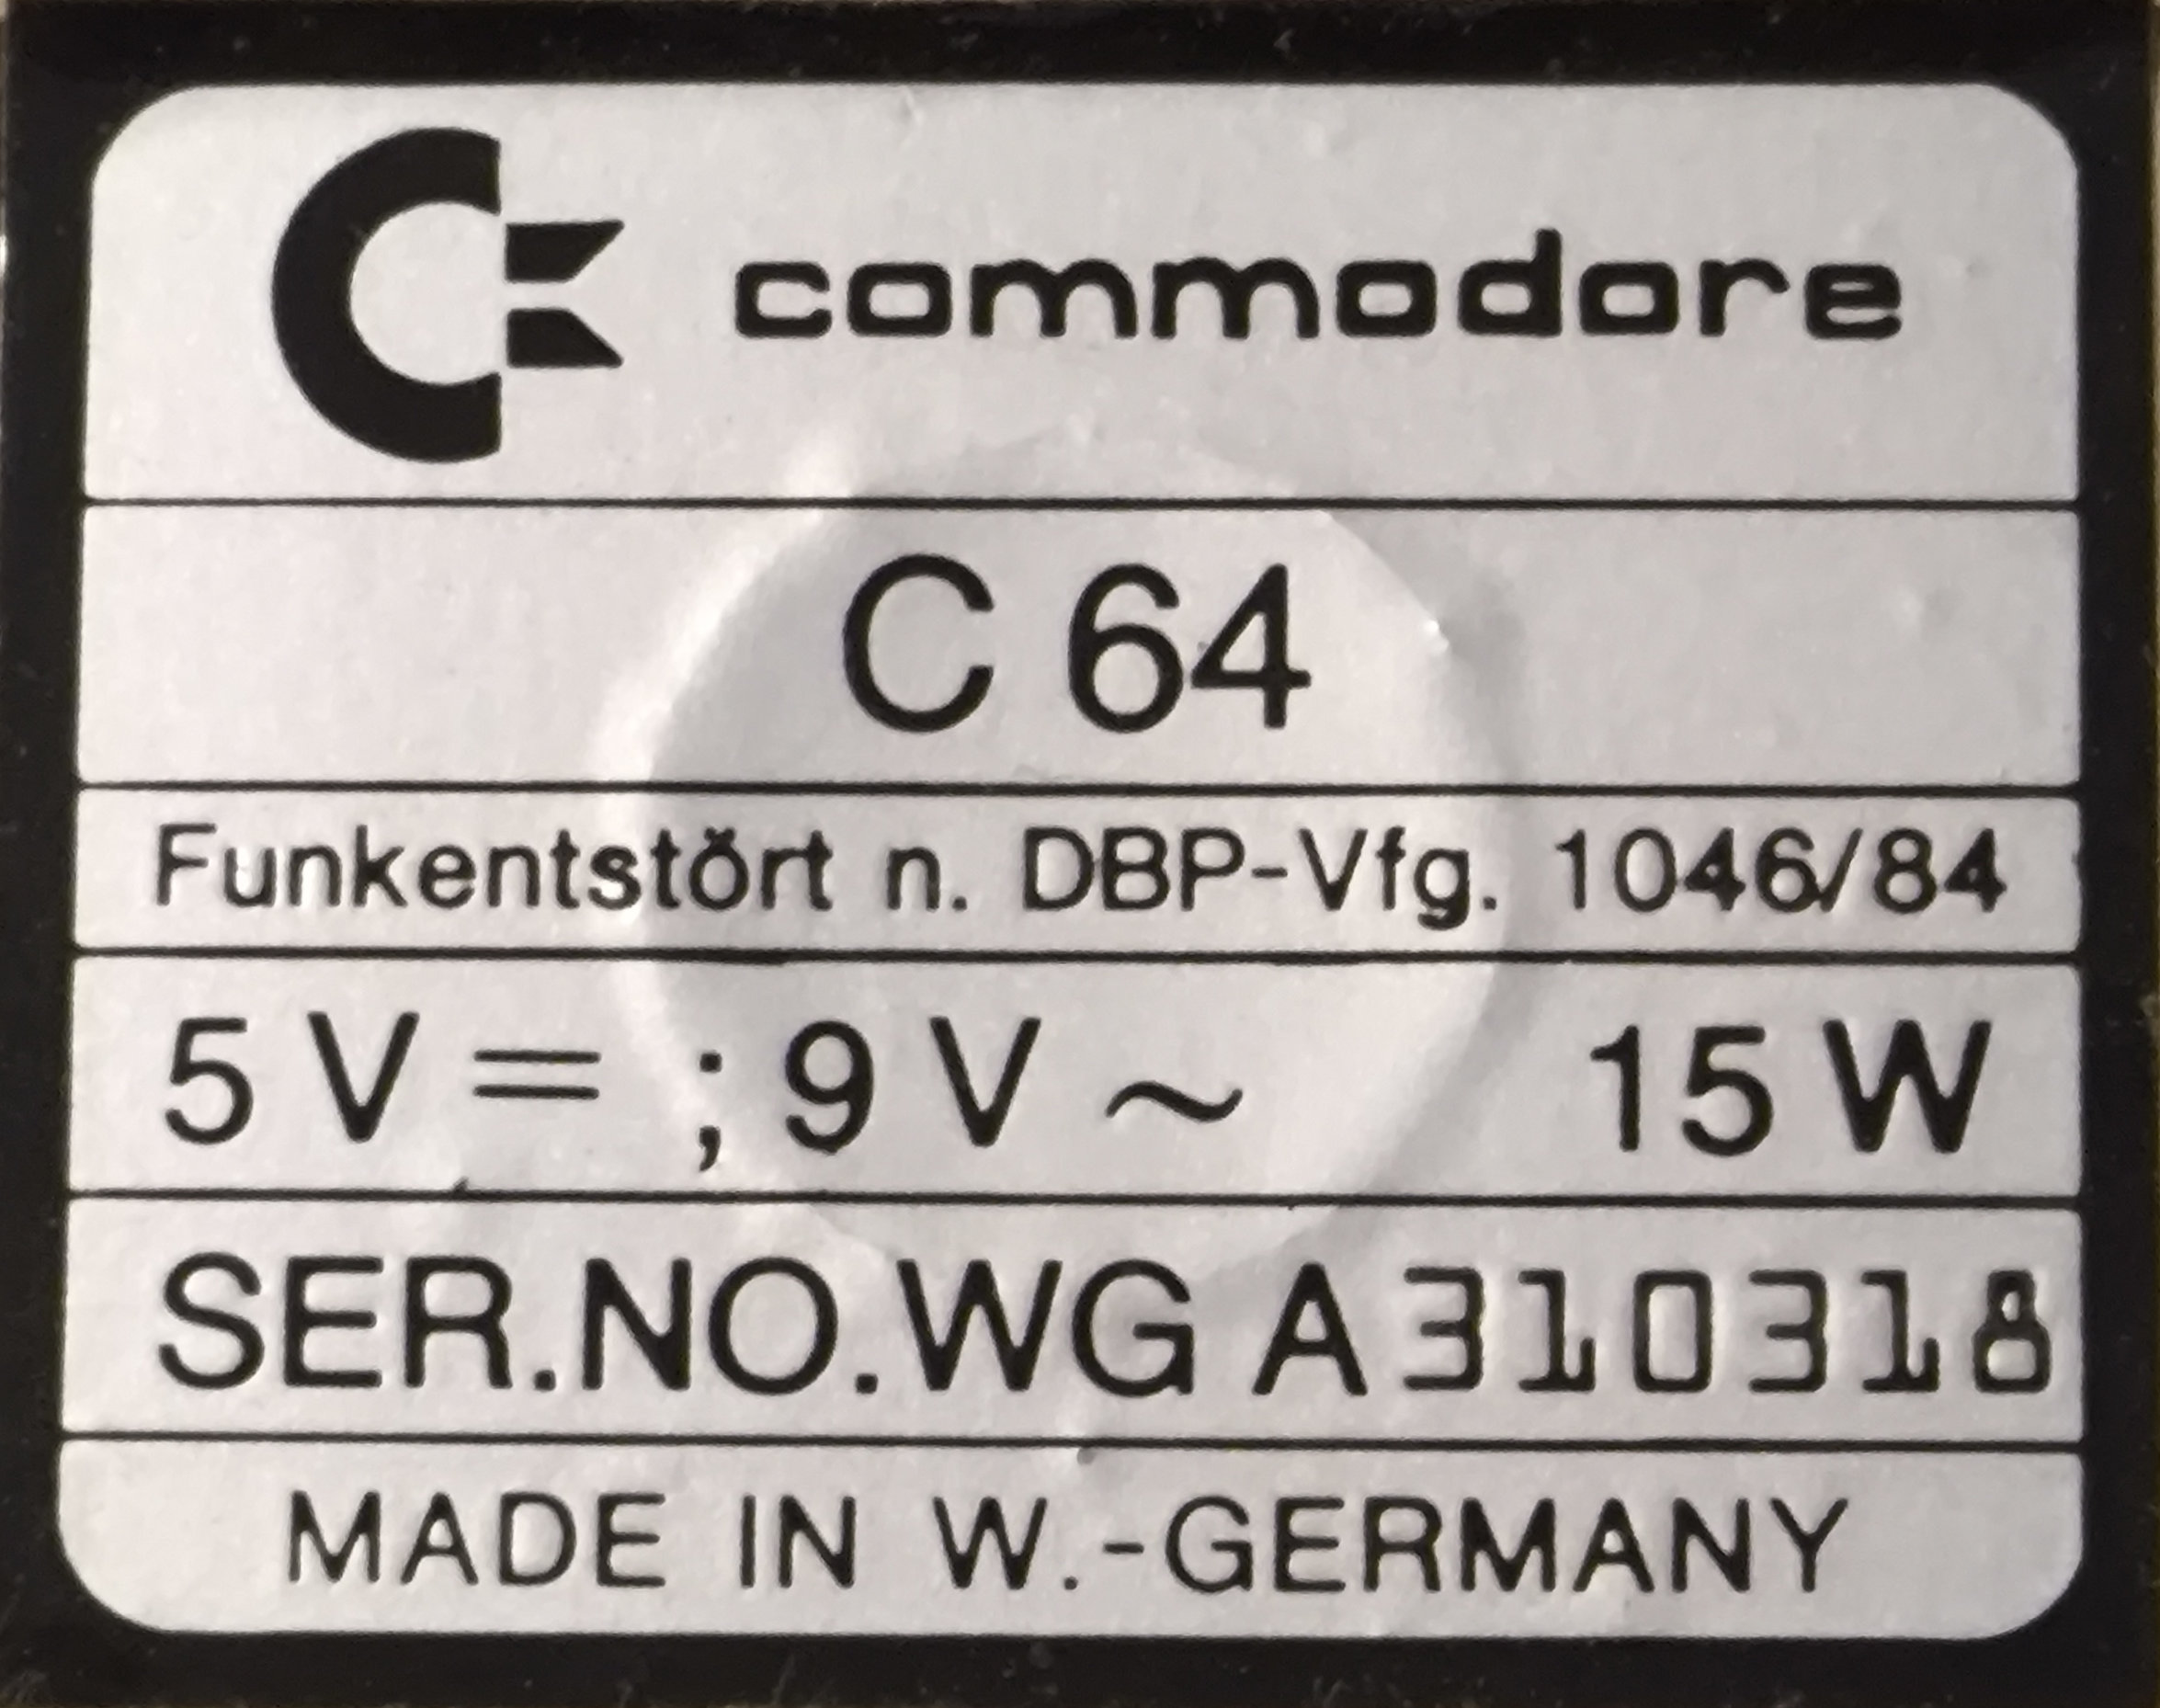 commodore
C 64
Funkentstört n. DBP-Vfg. 1046/84
5 V = ; 9 V ~ 15 W
SER.NO.WG A310318
MADE IN W.-GERMANY